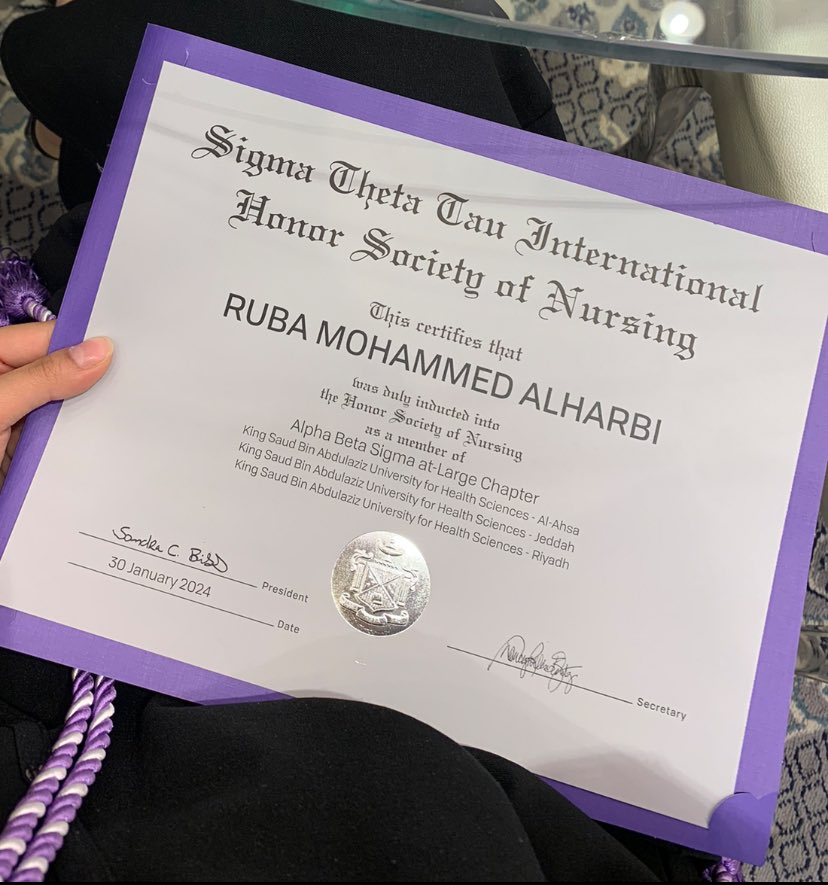 Sigma Theta Tau International
Honor Society of Nursing
This certifies that
RUBA MOHAMMED ALHARBI
was duly inducted into
the Honor Society of Nursing
as a member of
Alpha Beta Sigma at-Large Chapter
King Saud Bin Abdulaziz University for Health Sciences - Al-Ahsa
King Saud Bin Abdulaziz University for Health Sciences - Jeddah
King Saud Bin Abdulaziz University for Health Sciences - Riyadh
Sandra C. Bibb
President
30 January 2024
Date
Secretary